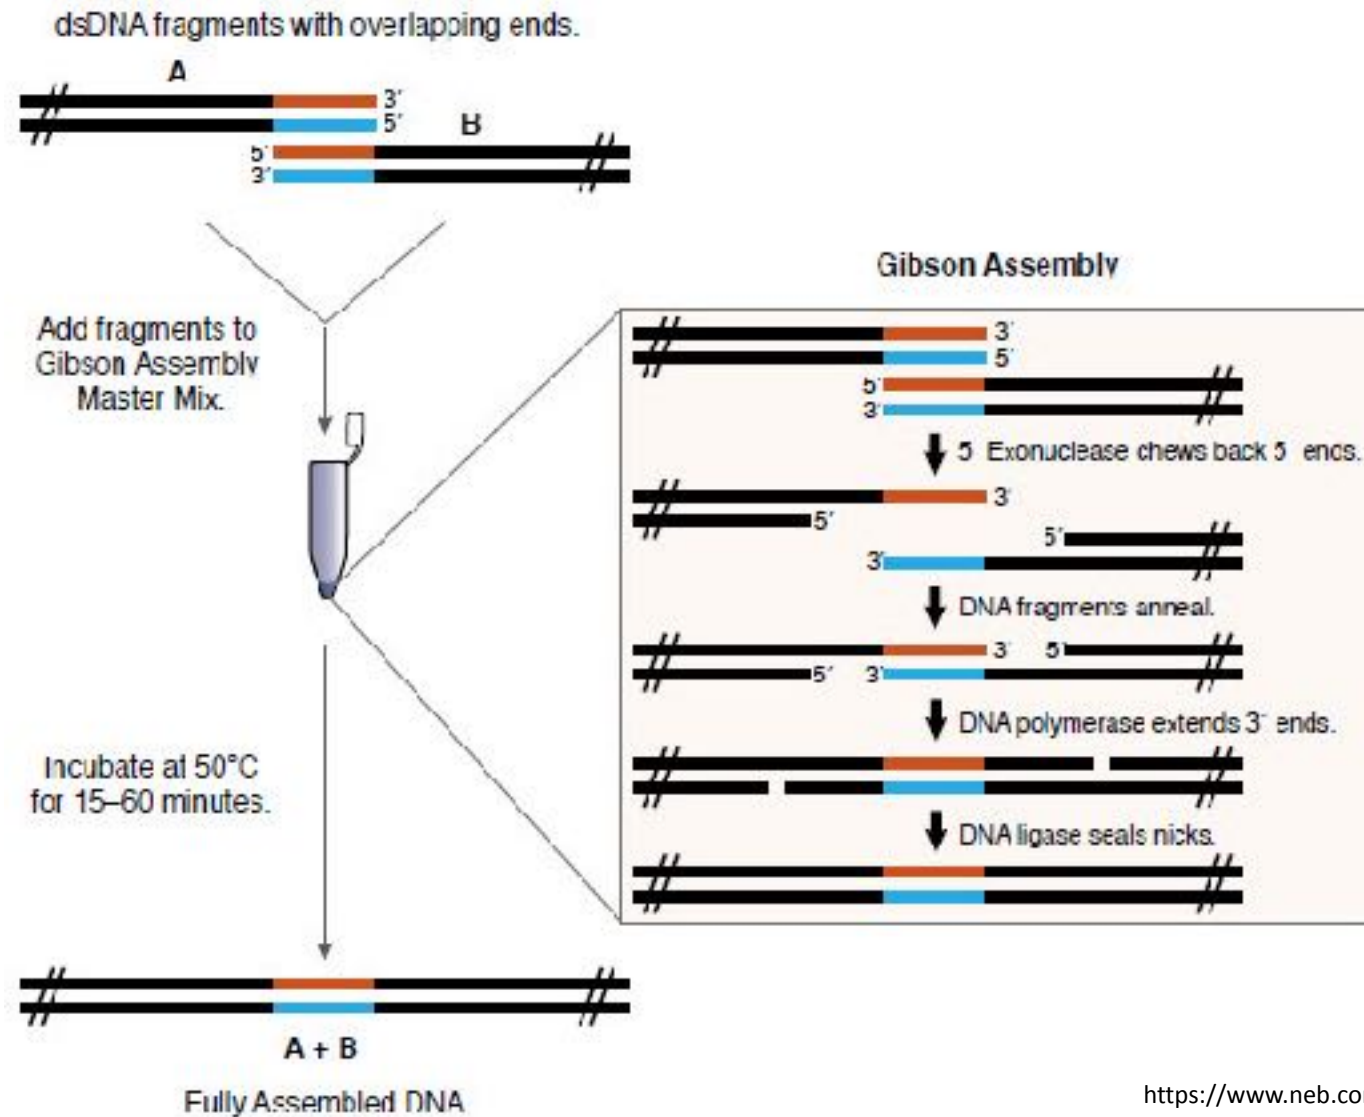 dsDNA fragments with overlapping ends.
A
3′
5′
B
5′
3′
Add fragments to
Gibson Assembly
Master Mix.
Incubate at 50°C
for 15–60 minutes.
A + B
Fully Assembled DNA
Gibson Assembly
3′
5′
5′
3′
5 Exonuclease chews back 5 ends.
3′
5′
5′
3′
DNA fragments anneal.
3′ 5′
5′ 3′
DNA polymerase extends 3′ ends.
DNA ligase seals nicks.
https://www.neb.co